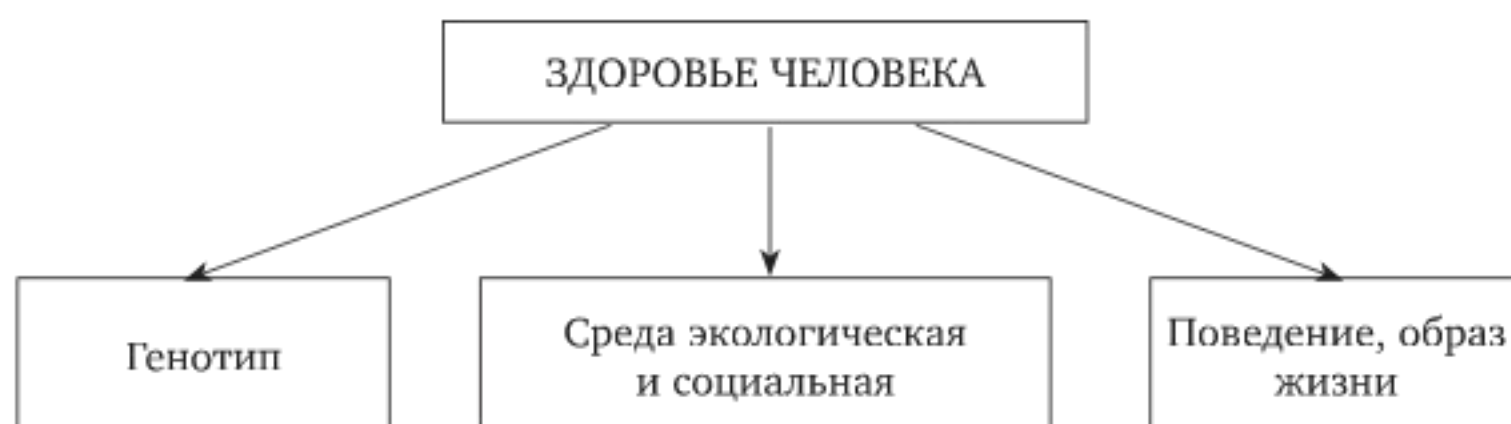 ЗДОРОВЬЕ ЧЕЛОВЕКА
Генотип
Среда экологическая
и социальная
Поведение, образ
жизни